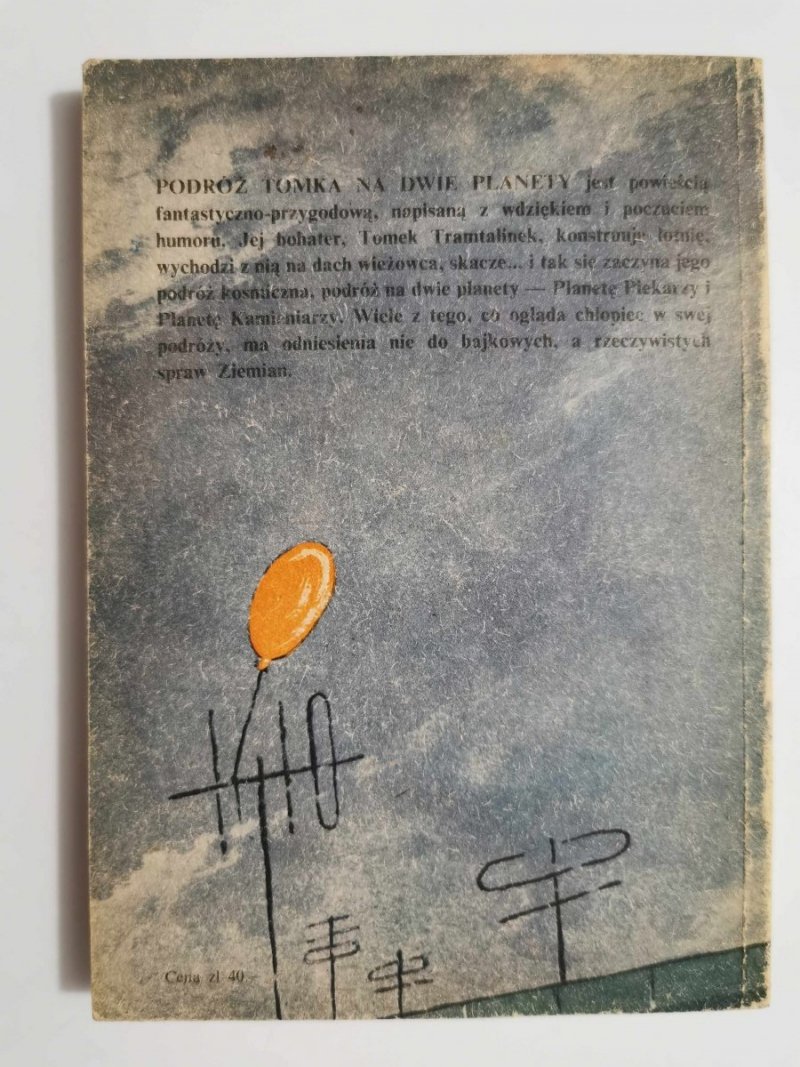 PODRÓŻ TOMKA NA DWIE PLANETY jest powieścią
fantastyczno-przygodową, napisaną z wdziękiem i poczuciem
humoru. Jej bohater, Tomek Tramtalinek, konstruuje lotnię,
wychodzi z nią na dach wieżowca, skacze... i tak się zaczyna jego
podróż kosmiczna, podróż na dwie planety — Planetę Piekarzy i
Planetę Kamieniarzy. Wiele z tego, co ogląda chłopiec w swej
podróży, ma odniesienia nie do bajkowych, a rzeczywistych
spraw Ziemian.
Cena zł 40.—